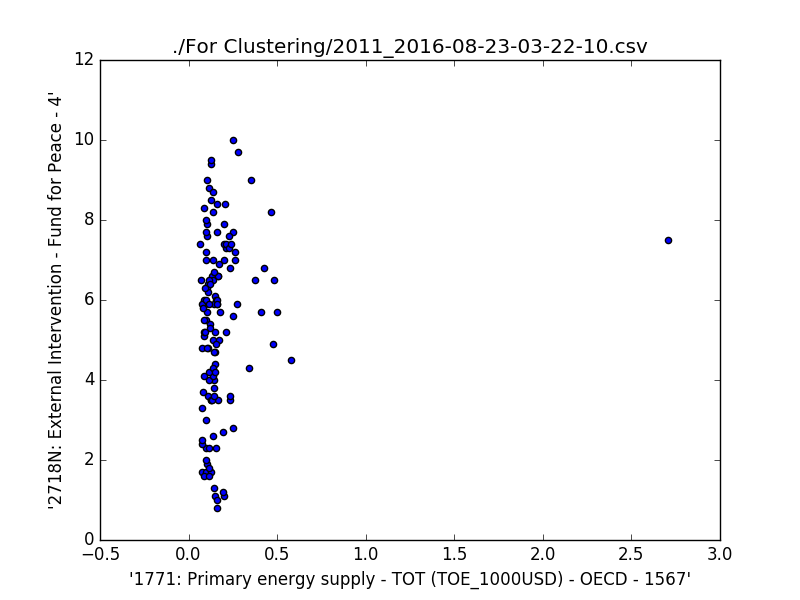 ./For Clustering/2011_2016-08-23-03-22-10.csv
'2718N: External Intervention - Fund for Peace - 4'
12
10
8
6
4
2
0
−0.5 0.0 0.5 1.0 1.5 2.0 2.5 3.0
'1771: Primary energy supply - TOT (TOE_1000USD) - OECD - 1567'